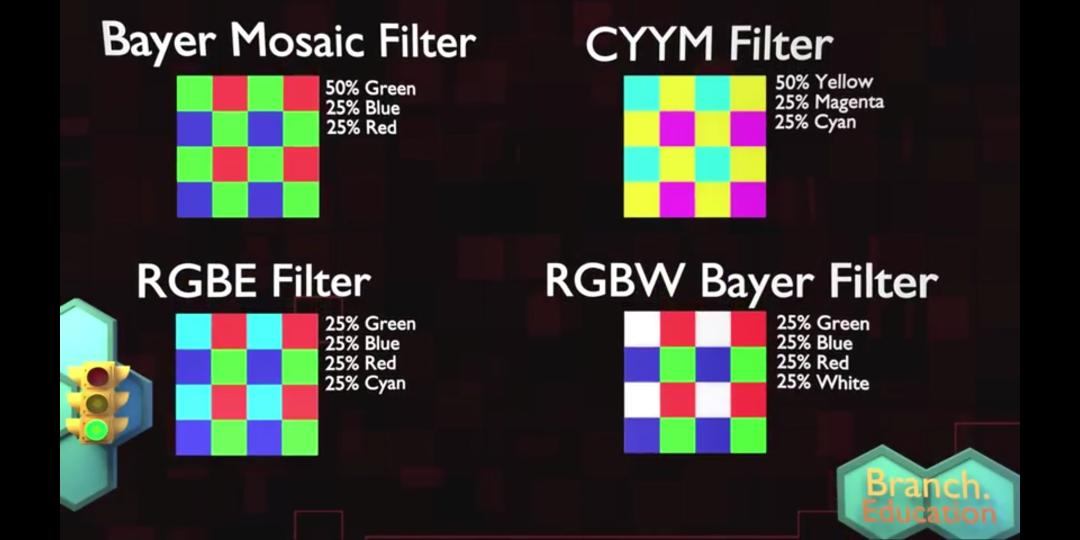 Bayer Mosaic Filter
50% Green
25% Blue
25% Red
CYYM Filter
50% Yellow
25% Magenta
25% Cyan
RGBE Filter
25% Green
25% Blue
25% Red
25% Cyan
RGBW Bayer Filter
25% Green
25% Blue
25% Red
25% White
Branch.
Education